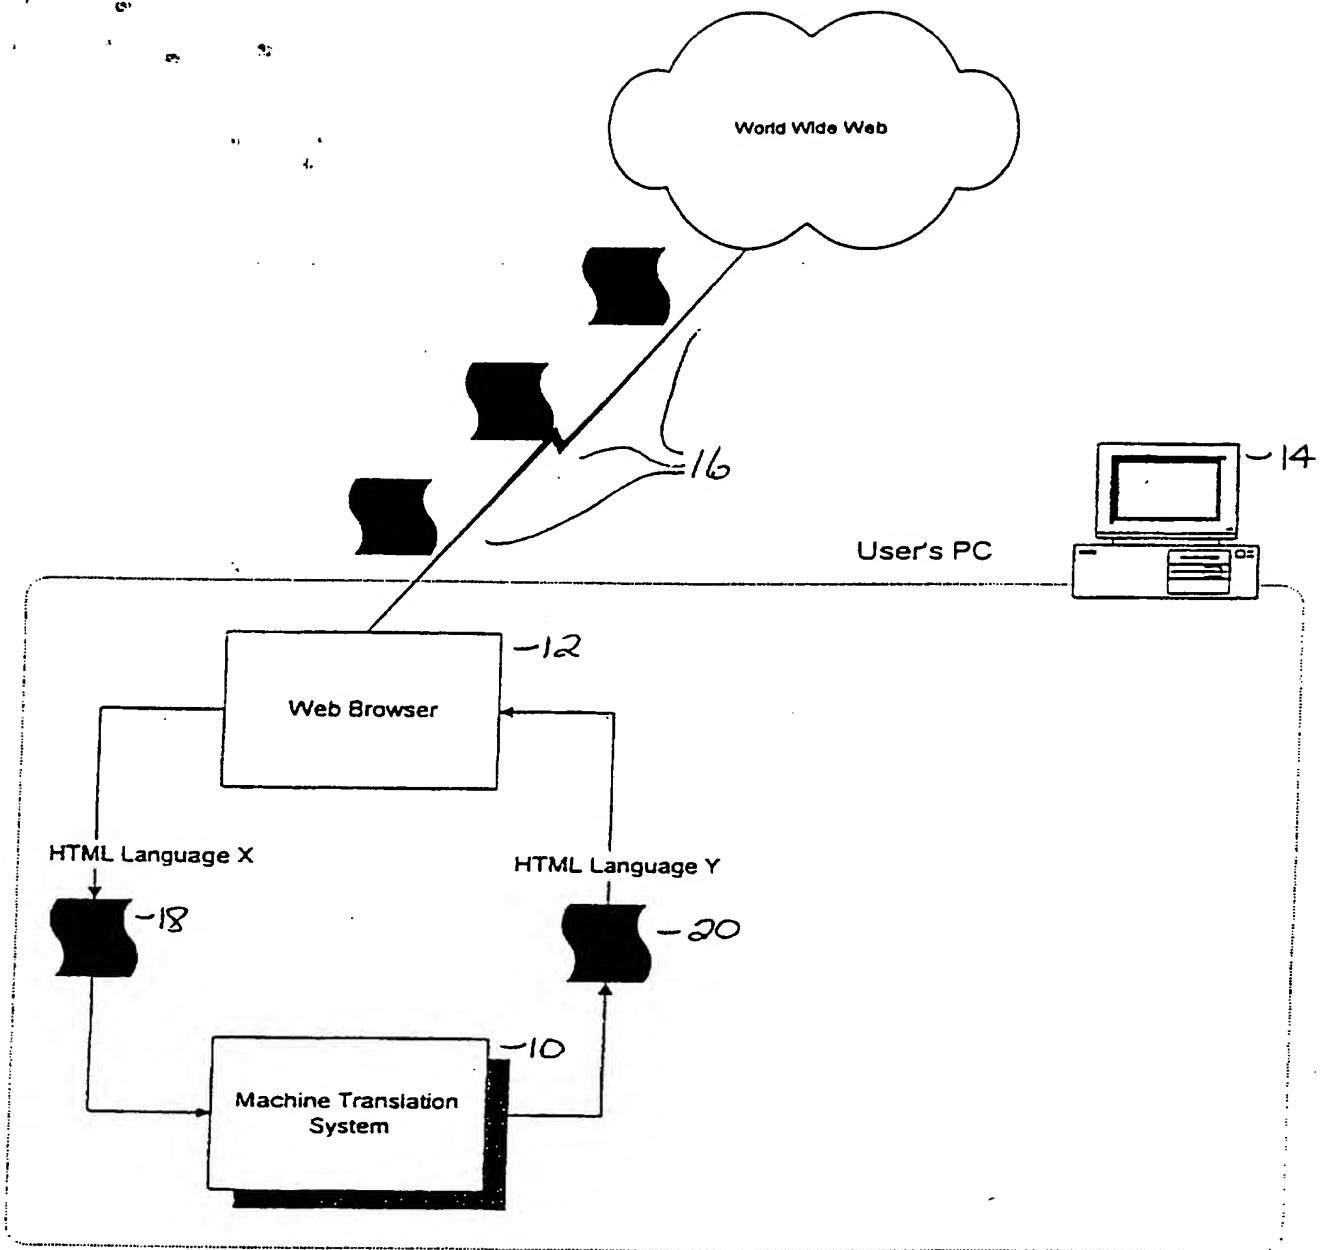 World Wide Web
16
14
User's PC
12
Web Browser
HTML Language X
HTML Language Y
18
20
10
Machine Translation
System